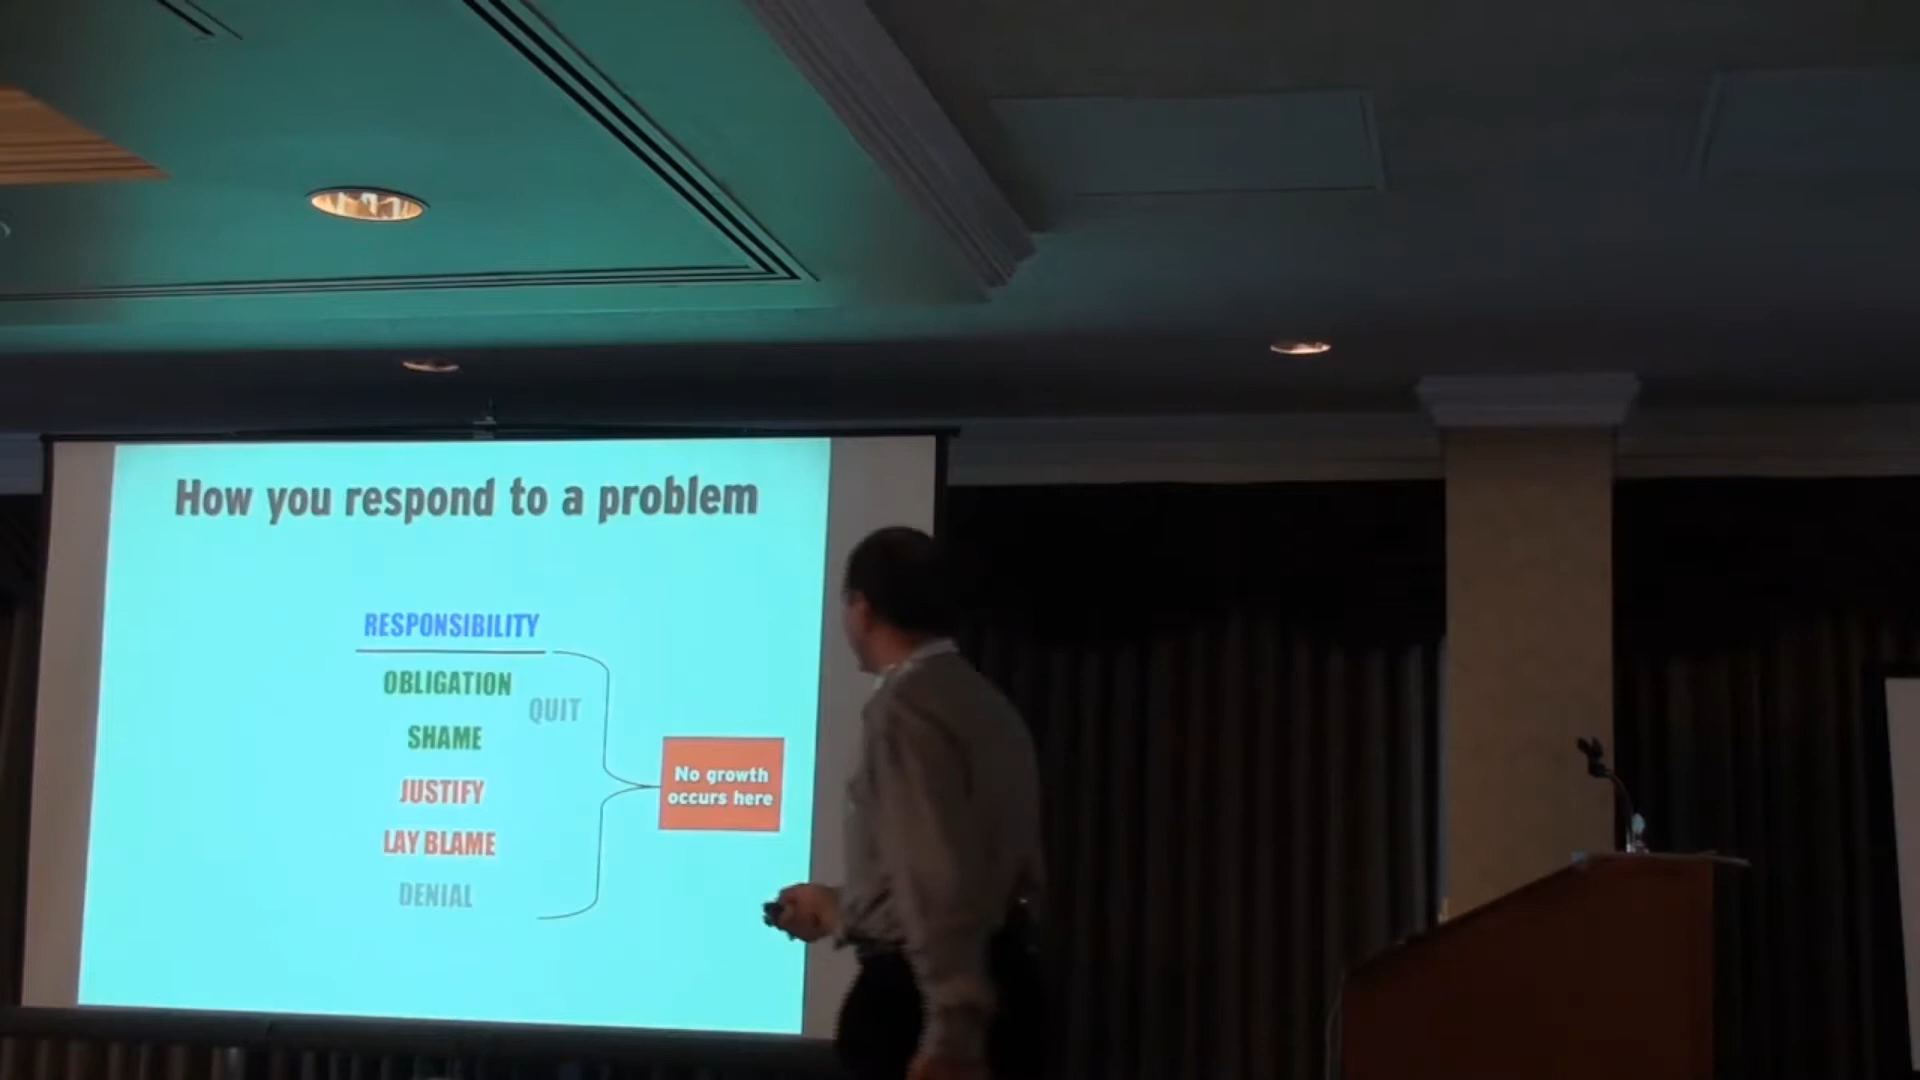 How you respond to a problem
RESPONSIBILITY
OBLIGATION
QUIT
SHAME
JUSTIFY
LAY BLAME
DENIAL
No growth
occurs here